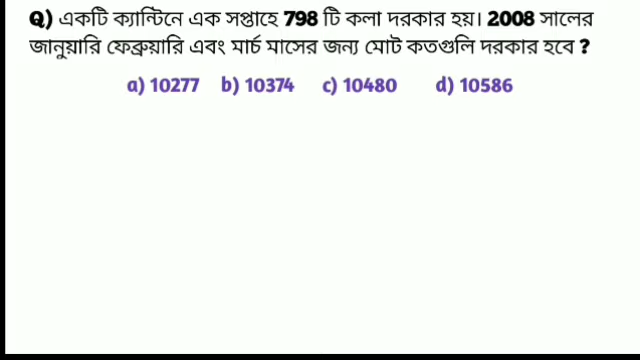 Q) একটি ক্যান্টিনে এক সপ্তাহে 798 টি কলা দরকার হয়। 2008 সালের
জানুয়ারি ফেব্রুয়ারি এবং মার্চ মাসের জন্য মোট কতগুলি দরকার হবে ?
a) 10277 b) 10374 c) 10480 d) 10586